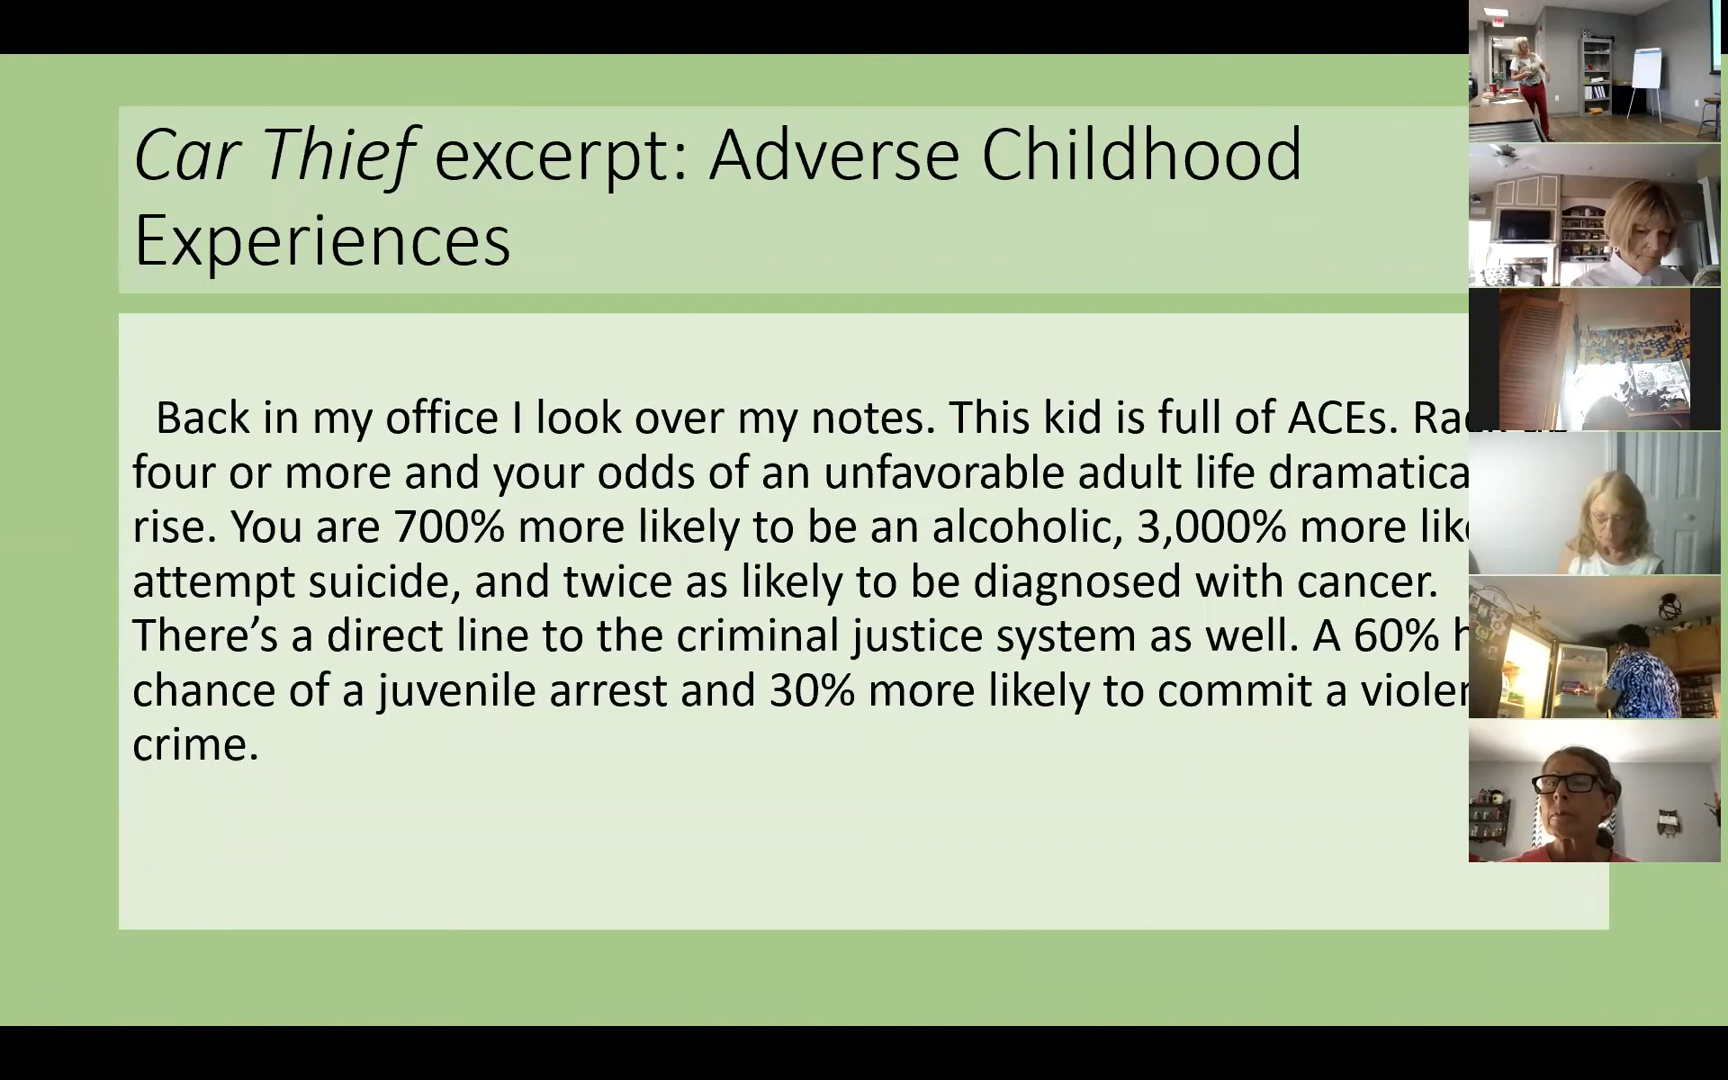 Car Thief excerpt: Adverse Childhood
Experiences
Back in my office I look over my notes. This kid is full of ACEs.
four or more and your odds of an unfavorable adult life
rise. You are 700% more likely to be an alcoholic, 3,000% more
attempt suicide, and twice as likely to be diagnosed with cancer.
There’s a direct line to the criminal justice system as well. A 60%
chance of a juvenile arrest and 30% more likely to commit a
crime.